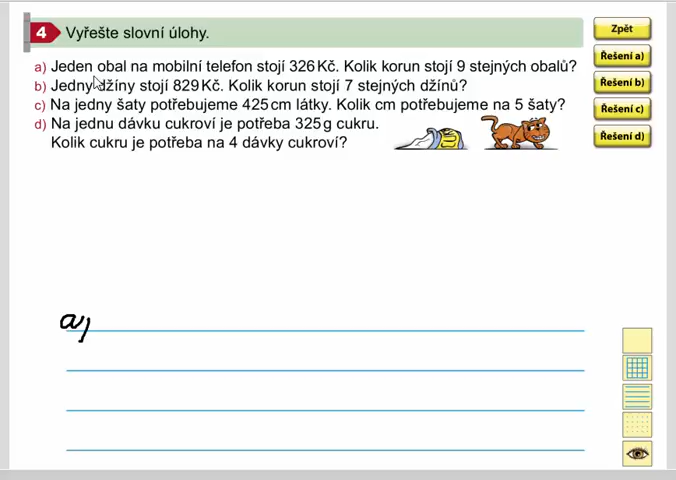 4 Vyřešte slovní úlohy.
a) Jeden obal na mobilní telefon stojí 326 Kč. Kolik korun stojí 9 stejných obalů?
b) Jedny džíny stojí 829 Kč. Kolik korun stojí 7 stejných džínů?
c) Na jedny šaty potřebujeme 425 cm látky. Kolik cm potřebujeme na 5 šaty?
d) Na jednu dávku cukroví je potřeba 325 g cukru.
Kolik cukru je potřeba na 4 dávky cukroví?
Zpět
Řešení a)
Řešení b)
Řešení c)
Řešení d)
a)